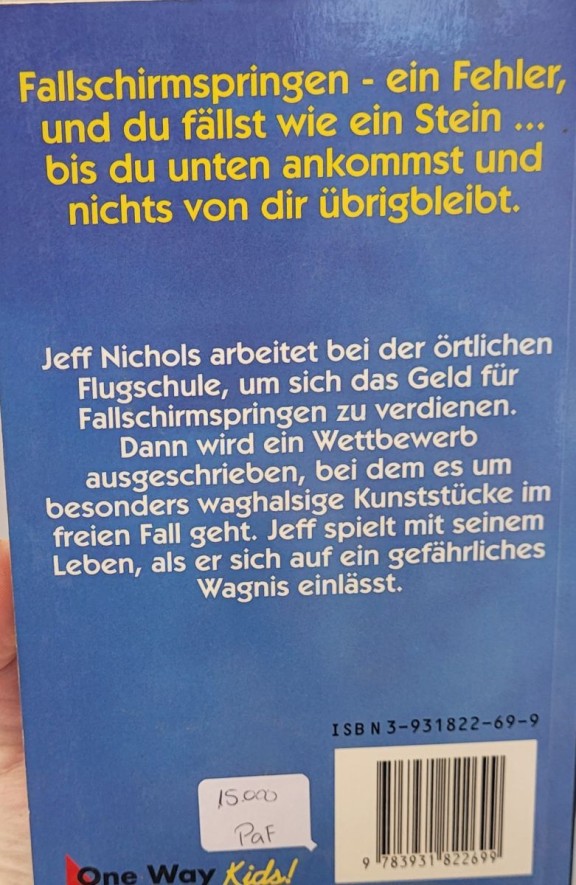 Fallschirmspringen - ein Fehler,
und du fällst wie ein Stein ...
bis du unten ankommst und
nichts von dir übrigbleibt.
Jeff Nichols arbeitet bei der örtlichen
Flugschule, um sich das Geld für
Fallschirmspringen zu verdienen.
Dann wird ein Wettbewerb
ausgeschrieben, bei dem es um
besonders waghalsige Kunststücke im
freien Fall geht. Jeff spielt mit seinem
Leben, als er sich auf ein gefährliches
Wagnis einlässt.
ISBN 3-931822-69-9
9 783931 822699
15.000
PaF
One Way Kids!